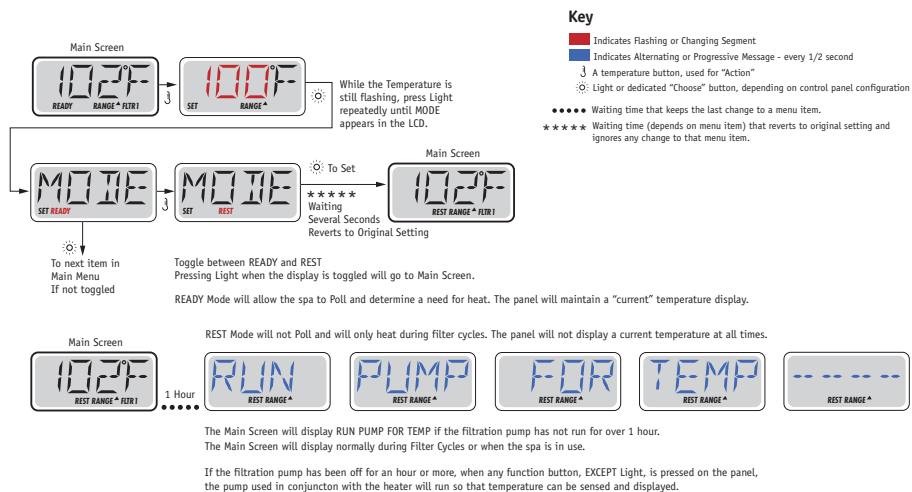 Key
Indicates Flashing or Changing Segment
Indicates Alternating or Progressive Message - every 1/2 second
A temperature button, used for "Action"
Light or dedicated "Choose" button, depending on control panel configuration
Waiting time that keeps the last change to a menu item.
***** Waiting time (depends on menu item) that reverts to original setting and
ignores any change to that menu item.
Main Screen
102°F
READY RANGE FLTR1
100°F
SET RANGE
While the Temperature is
still flashing, press Light
repeatedly until MODE
appears in the LCD.
MODE
SET READY
MODE
SET REST
To Set
*****
Waiting
Several Seconds
Reverts to Original Setting
Main Screen
102°F
REST RANGE FLTR1
To next item in
Main Menu
If not toggled
Toggle between READY and REST
Pressing Light when the display is toggled will go to Main Screen.
READY Mode will allow the spa to Poll and determine a need for heat. The panel will maintain a "current" temperature display.
REST Mode will not Poll and will only heat during filter cycles. The panel will not display a current temperature at all times.
Main Screen
102°F
REST RANGE FLTR1
1 Hour
RUN
REST RANGE
PUMP
REST RANGE
FOR
REST RANGE
TEMP
REST RANGE
-- -- -- --
REST RANGE
The Main Screen will display RUN PUMP FOR TEMP if the filtration pump has not run for over 1 hour.
The Main Screen will display normally during Filter Cycles or when the spa is in use.
If the filtration pump has been off for an hour or more, when any function button, EXCEPT Light, is pressed on the panel,
the pump used in conjuncton with the heater will run so that temperature can be sensed and displayed.